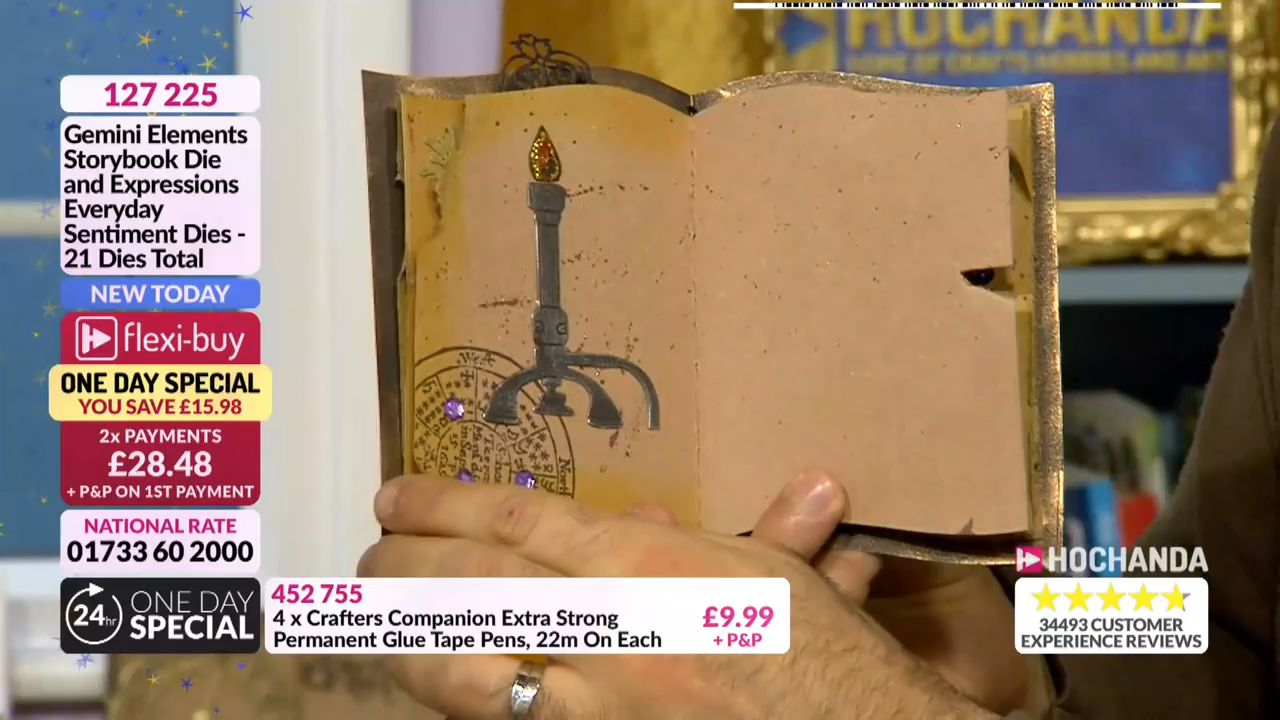 127 225
Gemini Elements
Storybook Die
and Expressions
Everyday
Sentiment Dies -
21 Dies Total
NEW TODAY
flexi-buy
ONE DAY SPECIAL
YOU SAVE £15.98
2x PAYMENTS
£28.48
+ P&P ON 1ST PAYMENT
NATIONAL RATE
01733 60 2000
24hr
ONE DAY
SPECIAL
452 755
4 x Crafters Companion Extra Strong
Permanent Glue Tape Pens, 22m On Each
£9.99
+ P&P
HOCHANDA
HOCHANDA
34493 CUSTOMER
EXPERIENCE REVIEWS